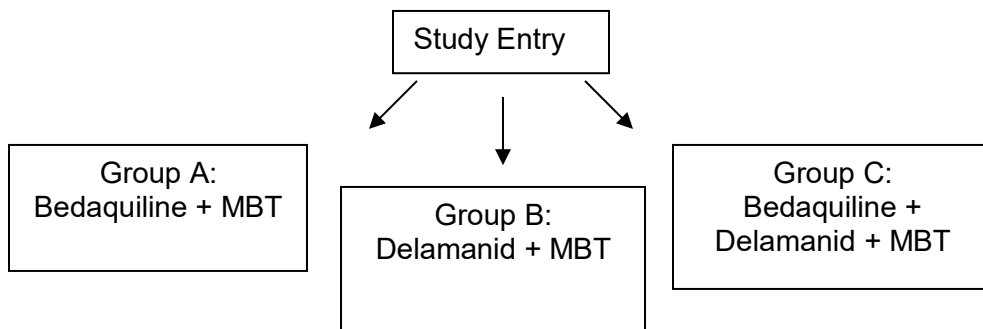 Study Entry
Group A:
Bedaquiline + MBT
Group B:
Delamanid + MBT
Group C:
Bedaquiline +
Delamanid + MBT